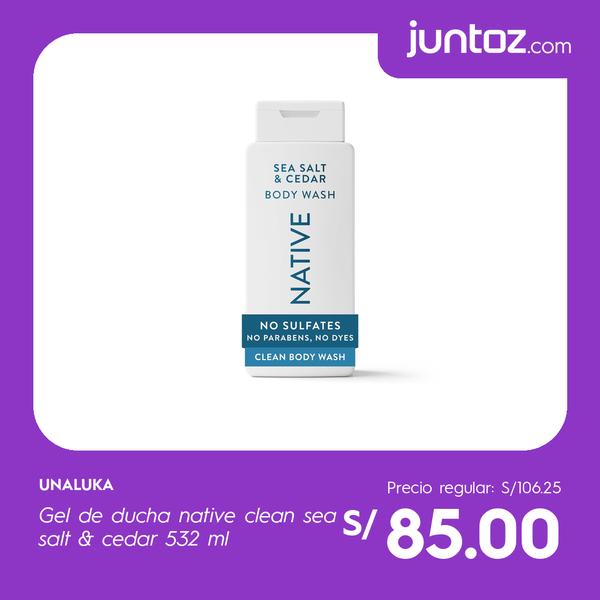 juntoz.com
SEA SALT
& CEDAR
BODY WASH
NATIVE
NO SULFATES
NO PARABENS, NO DYES
CLEAN BODY WASH
UNALUKA
Gel de ducha native clean sea
salt & cedar 532 ml
Precio regular: S/106.25
S/ 85.00